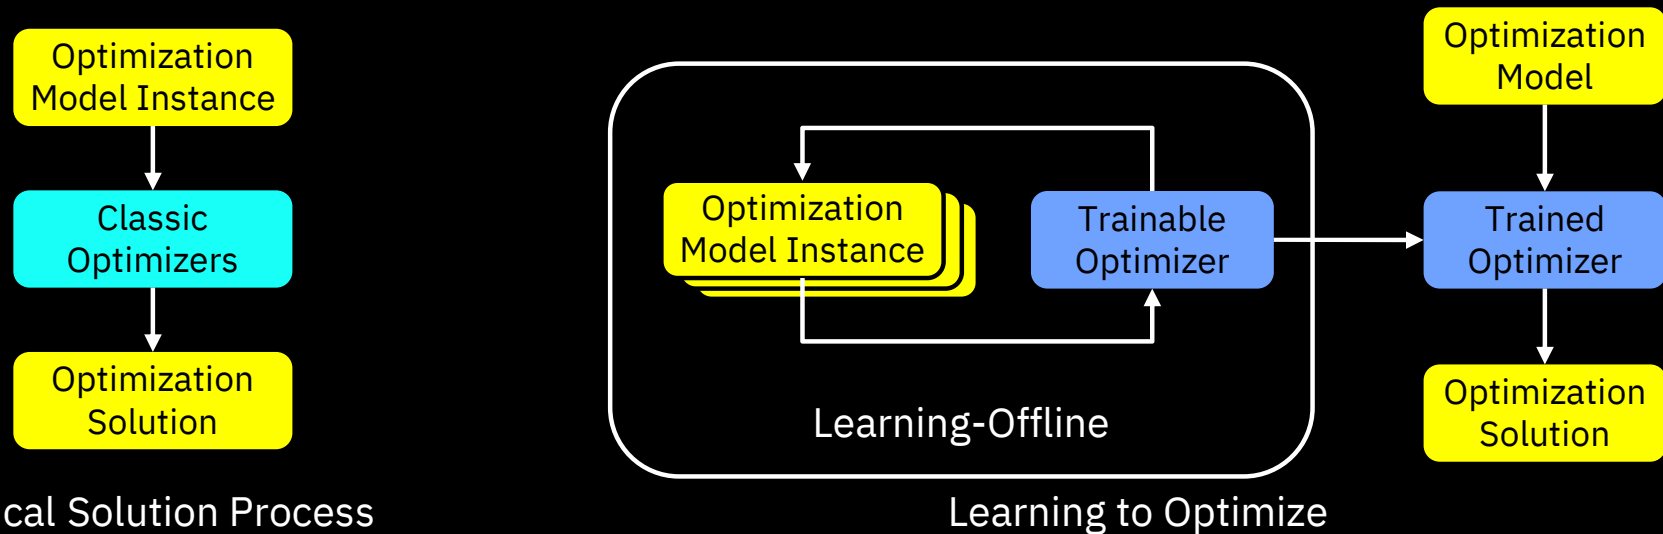 Optimization
Model Instance
Classic
Optimizers
Optimization
Solution
cal Solution Process
Optimization
Model Instance
Trainable
Optimizer
Learning-Offline
Learning to Optimize
Optimization
Model
Trained
Optimizer
Optimization
Solution